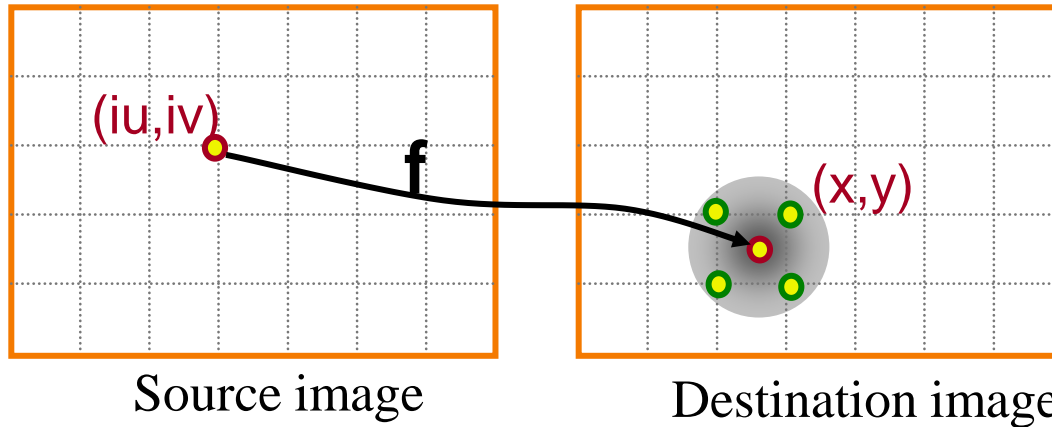 (iu,iv)
f
(x,y)
Source image
Destination image